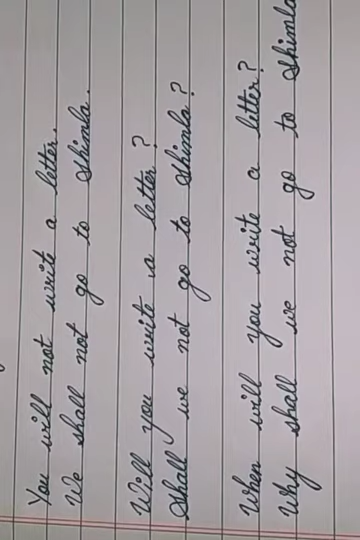 You will not write a letter.
We shall not go to Shimla.
Will you write a letter?
Shall we not go to Shimla?
When will you write a letter?
Why shall we not go to Shimla